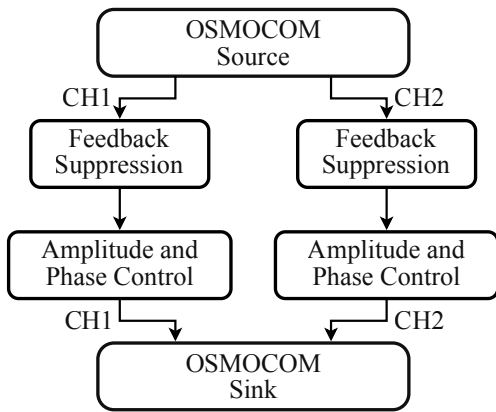 OSMOCOM
Source
CH1
CH2
Feedback
Suppression
Feedback
Suppression
Amplitude and
Phase Control
Amplitude and
Phase Control
CH1
CH2
OSMOCOM
Sink